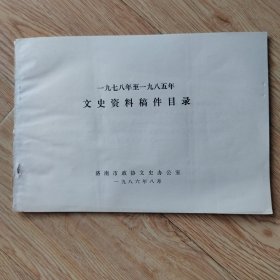 一九七八年至一九八五年
文史资料稿件目录
济南市政协文史办公室
一九八六年八月